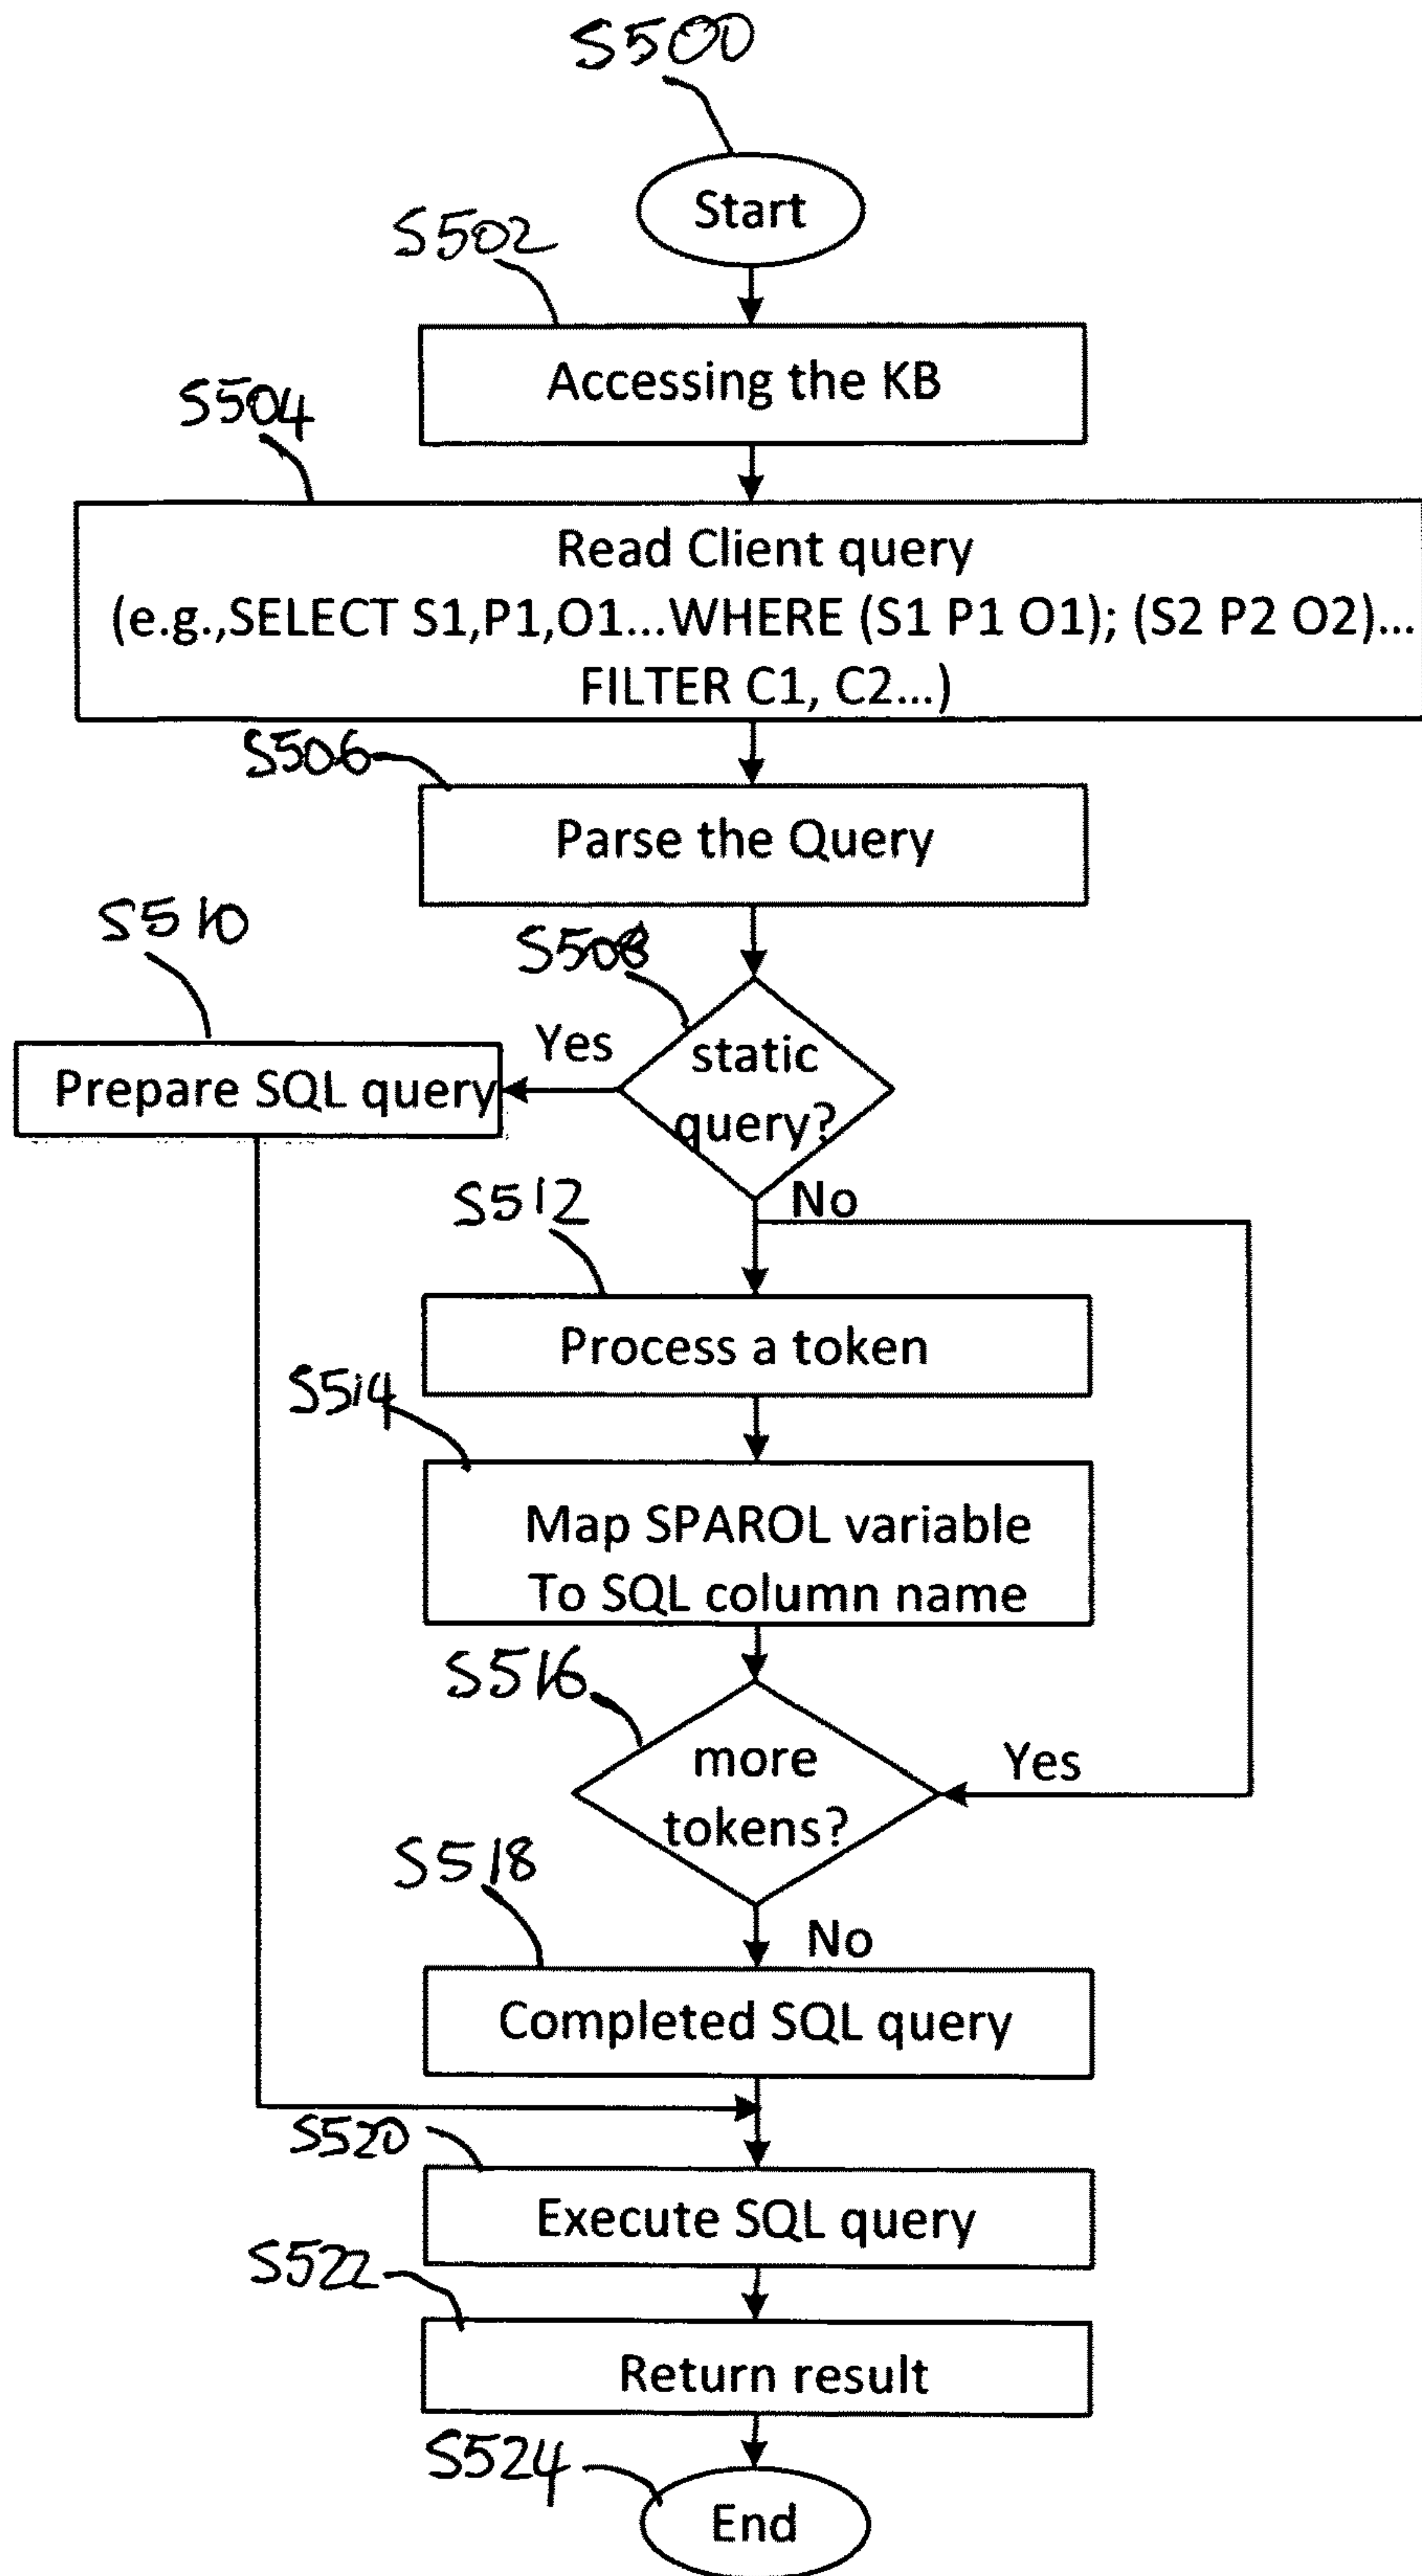 S500
Start
S502
Accessing the KB
S504
Read Client query
(e.g.,SELECT S1,P1,O1...WHERE (S1 P1 O1); (S2 P2 O2)...
FILTER C1, C2...)
S506
Parse the Query
S508
S510
Yes
static
query?
Prepare SQL query
No
S512
Process a token
S514
Map SPAROL variable
To SQL column name
S516
more
tokens?
Yes
S518
No
Completed SQL query
S520
Execute SQL query
S522
Return result
S524
End